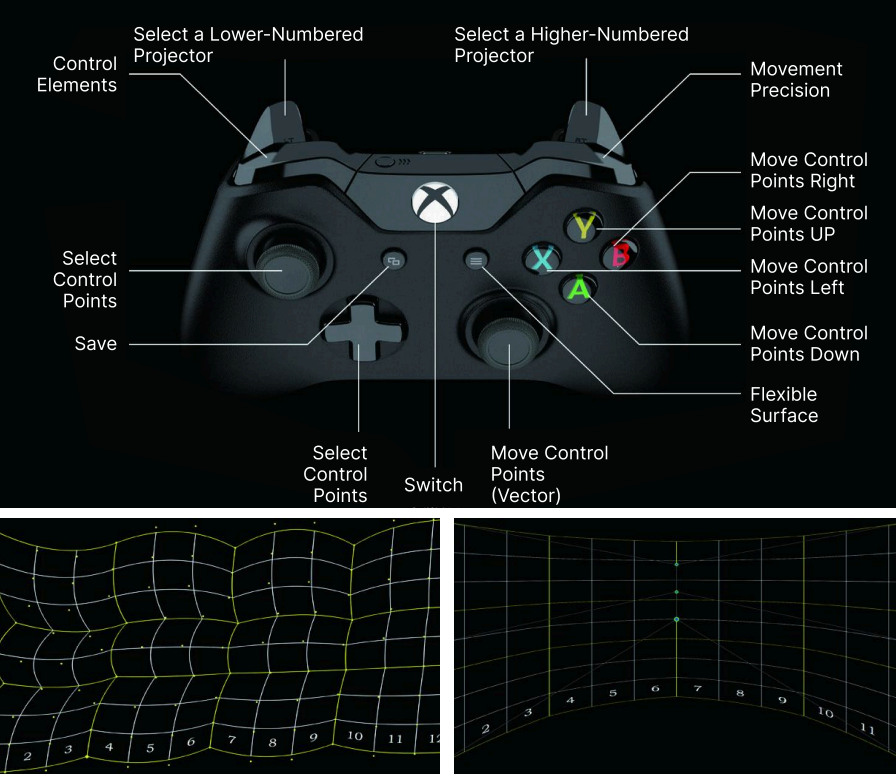 Select a Lower-Numbered
Projector
Select a Higher-Numbered
Projector
Control
Elements
Movement
Precision
Move Control
Points Right
Move Control
Points UP
Select
Control
Points
Move Control
Points Left
Save
Move Control
Points Down
Flexible
Surface
Select
Control
Points
Switch
Move Control
Points
(Vector)
Y
X
B
A
2 3 4 5 6 7 8 9 10 11 12
2 3 4 5 6 7 8 9 10 11